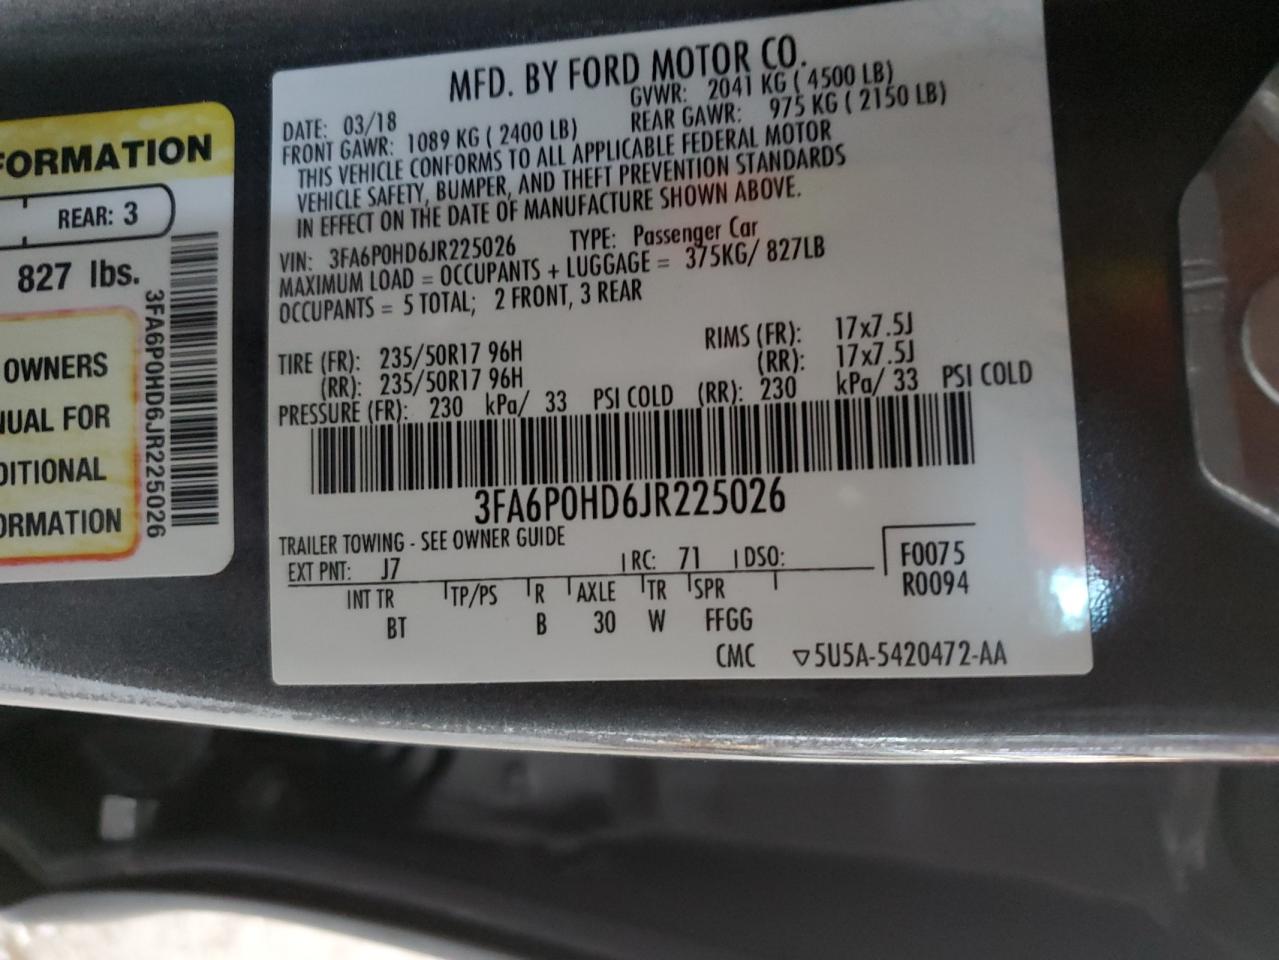 FORMATION
REAR: 3
827 lbs.
OWNERS
NUAL FOR
DITIONAL
ORMATION
3FA6P0HD6JR225026
MFD. BY FORD MOTOR CO.
DATE: 03/18 GVWR: 2041 KG ( 4500 LB)
FRONT GAWR: 1089 KG ( 2400 LB) REAR GAWR: 975 KG ( 2150 LB)
THIS VEHICLE CONFORMS TO ALL APPLICABLE FEDERAL MOTOR
VEHICLE SAFETY, BUMPER, AND THEFT PREVENTION STANDARDS
IN EFFECT ON THE DATE OF MANUFACTURE SHOWN ABOVE.
VIN: 3FA6P0HD6JR225026 TYPE: Passenger Car
MAXIMUM LOAD = OCCUPANTS + LUGGAGE = 375KG/ 827LB
OCCUPANTS = 5 TOTAL; 2 FRONT, 3 REAR
TIRE (FR): 235/50R17 96H RIMS (FR): 17x7.5J
(RR): 235/50R17 96H (RR): 17x7.5J
PRESSURE (FR): 230 kPa/ 33 PSI COLD (RR): 230 kPa/ 33 PSI COLD
3FA6P0HD6JR225026
TRAILER TOWING - SEE OWNER GUIDE
EXT PNT: J7 RC: 71 DSO: F0075
R0094
INT TR TP/PS R AXLE TR SPR
BT B 30 W FFGG
CMC ▽5U5A-5420472-AA